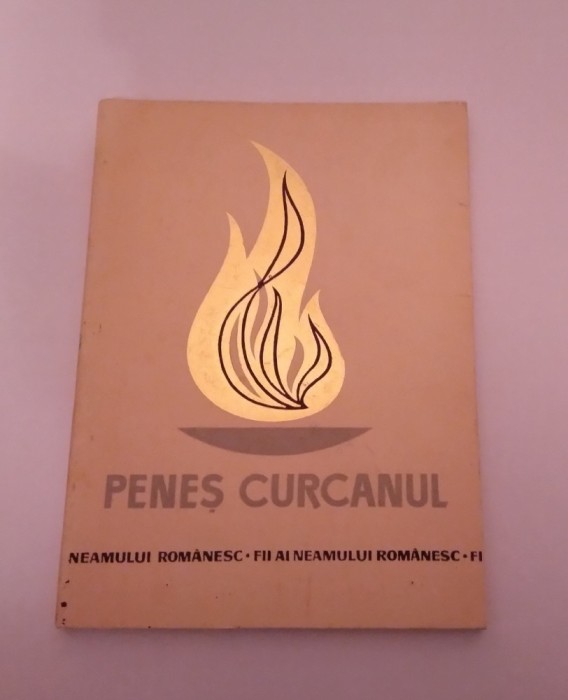 PENEȘ CURCANUL
NEAMULUI ROMÂNESC • FII AI NEAMULUI ROMÂNESC • FI